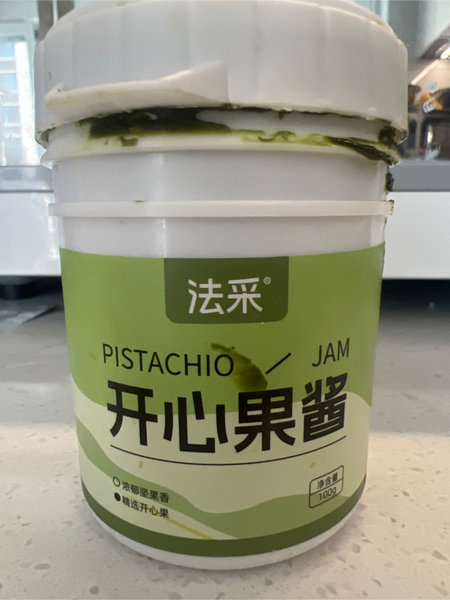 法采®
PISTACHIO / JAM
开心果酱
浓郁坚果香
精选开心果
净含量
100g